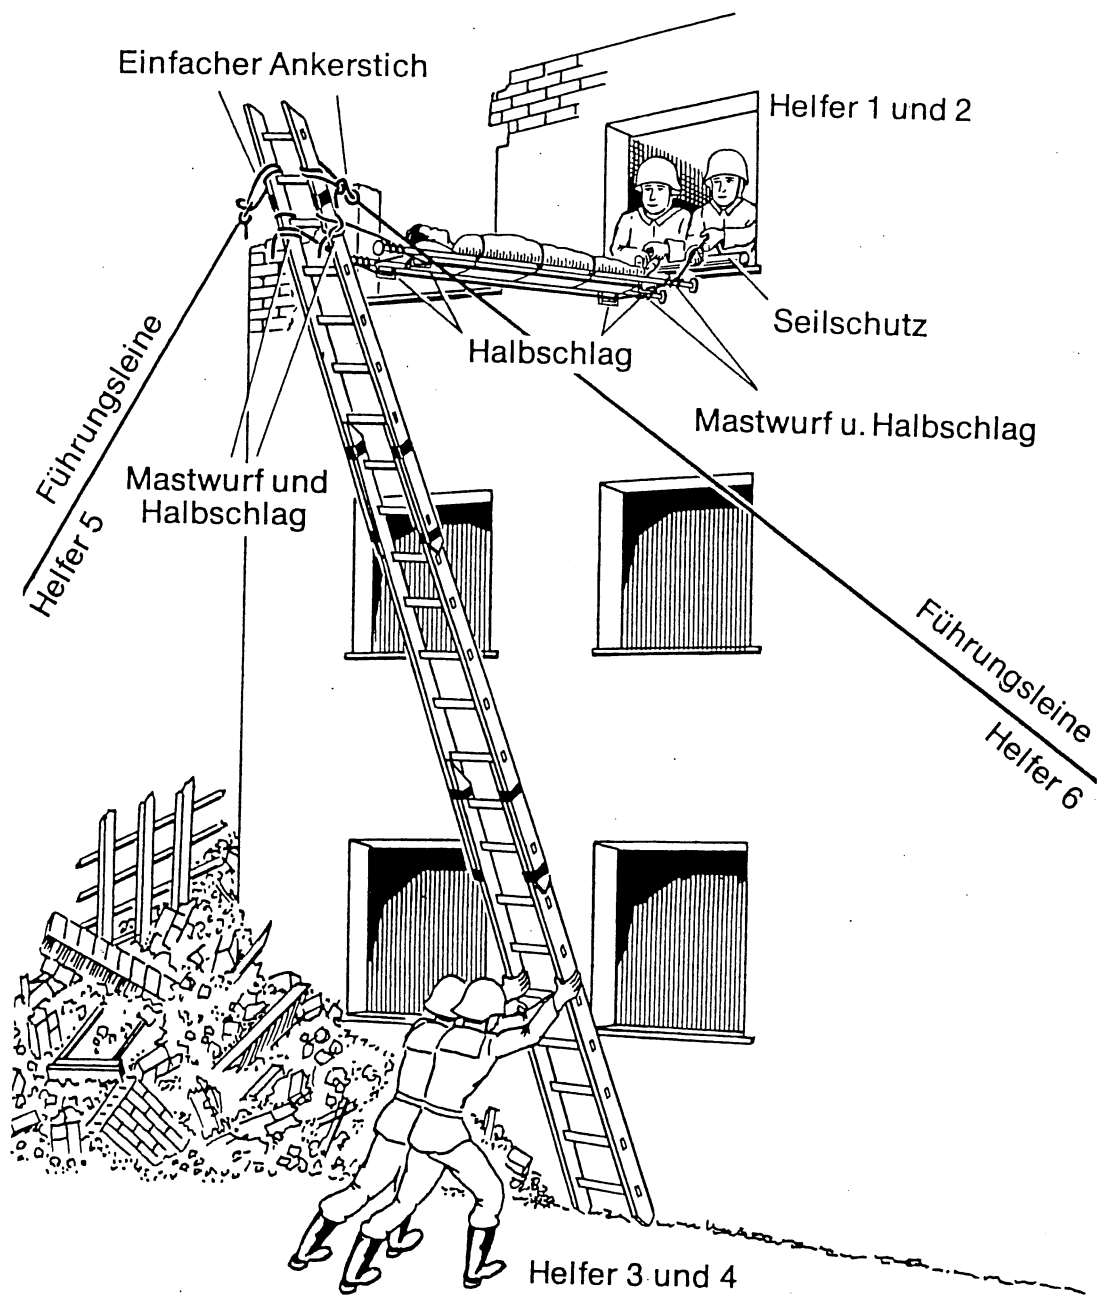 Einfacher Ankerstich
Helfer 1 und 2
Seilschutz
Halbschlag
Mastwurf u. Halbschlag
Führungsleine
Helfer 5
Mastwurf und
Halbschlag
Führungsleine
Helfer 6
Helfer 3 und 4